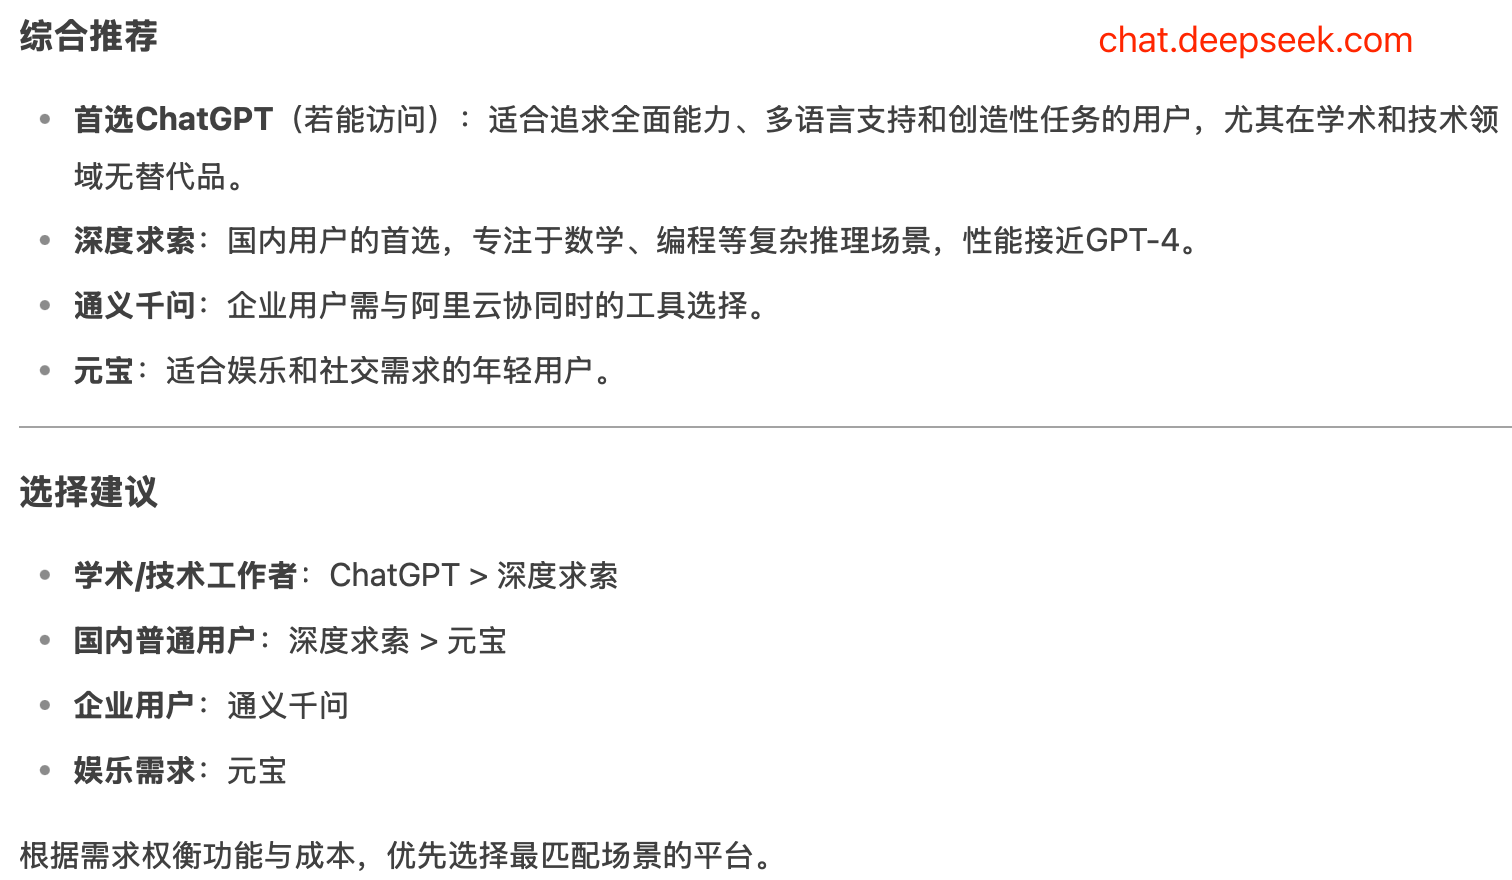 综合推荐
chat.deepseek.com
• 首选ChatGPT（若能访问）：适合追求全面能力、多语言支持和创造性任务的用户，尤其在学术和技术领
域无替代品。
• 深度求索：国内用户的首选，专注于数学、编程等复杂推理场景，性能接近GPT-4。
• 通义千问：企业用户需与阿里云协同时的工具选择。
• 元宝：适合娱乐和社交需求的年轻用户。
选择建议
• 学术/技术工作者：ChatGPT > 深度求索
• 国内普通用户：深度求索 > 元宝
• 企业用户：通义千问
• 娱乐需求：元宝
根据需求权衡功能与成本，优先选择最匹配场景的平台。